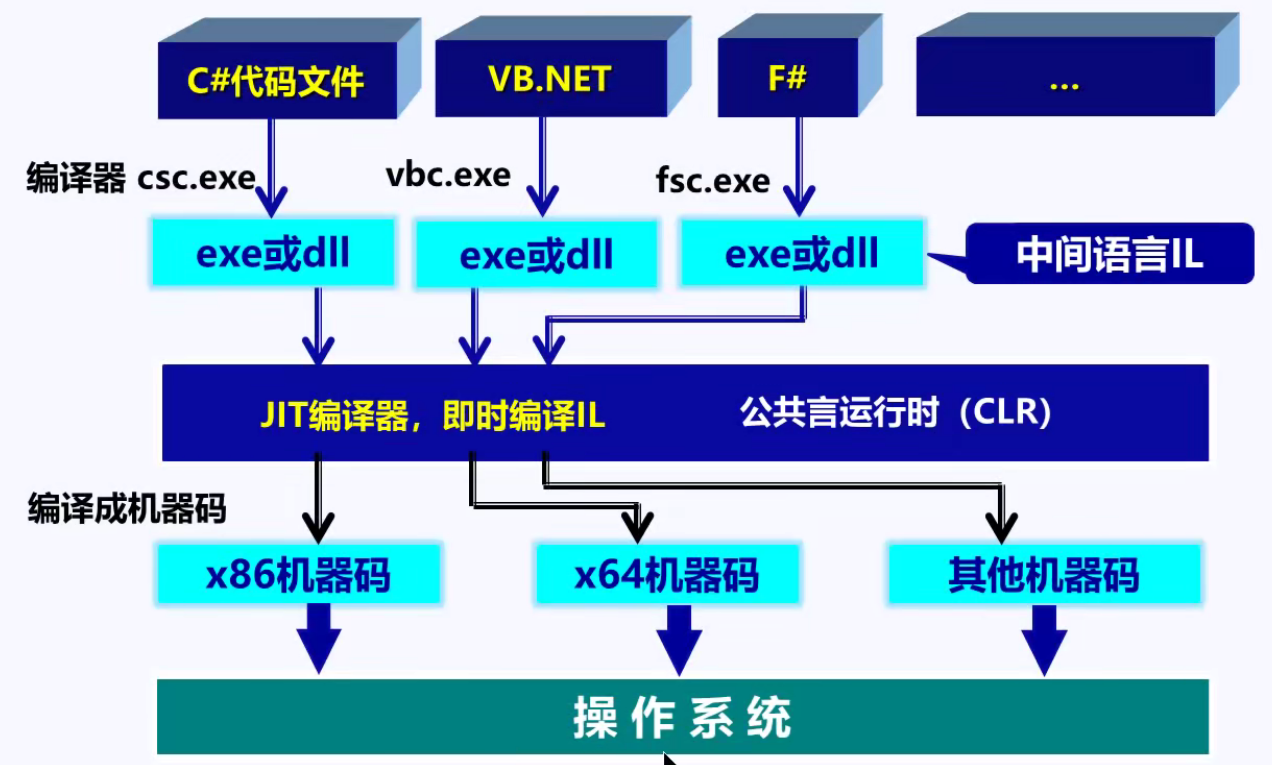 C#代码文件
VB.NET
F#
...
编译器 csc.exe
vbc.exe
fsc.exe
exe或dll
exe或dll
exe或dll
中间语言IL
JIT编译器，即时编译IL
公共言运行时（CLR）
编译成机器码
x86机器码
x64机器码
其他机器码
操作系统